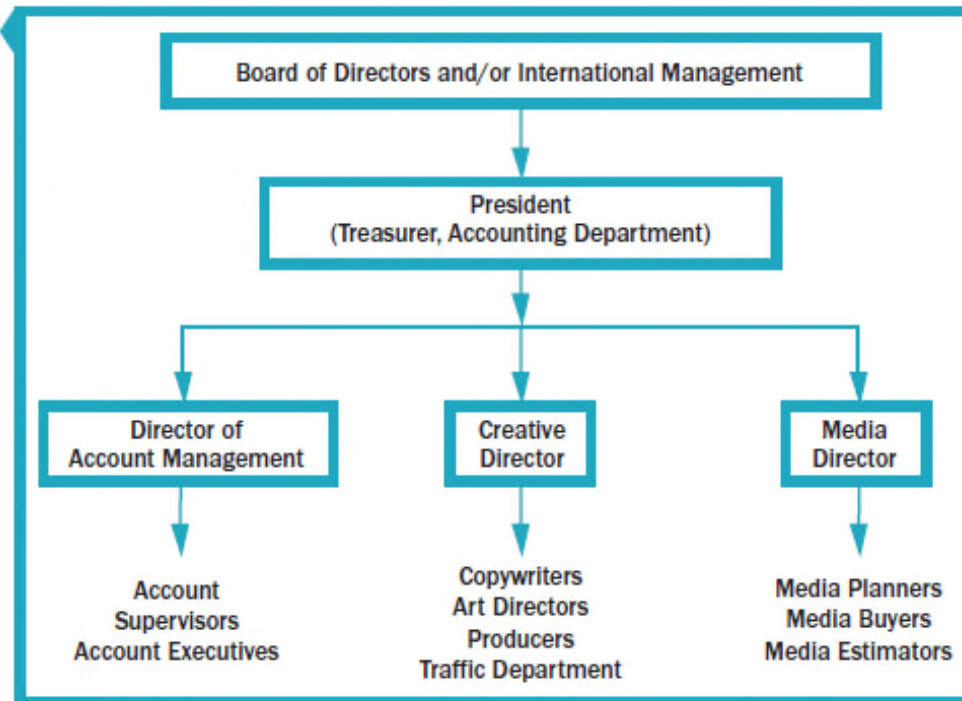 Board of Directors and/or International Management
President
(Treasurer, Accounting Department)
Director of
Account Management
Creative
Director
Media
Director
Account
Supervisors
Account Executives
Copywriters
Art Directors
Producers
Traffic Department
Media Planners
Media Buyers
Media Estimators